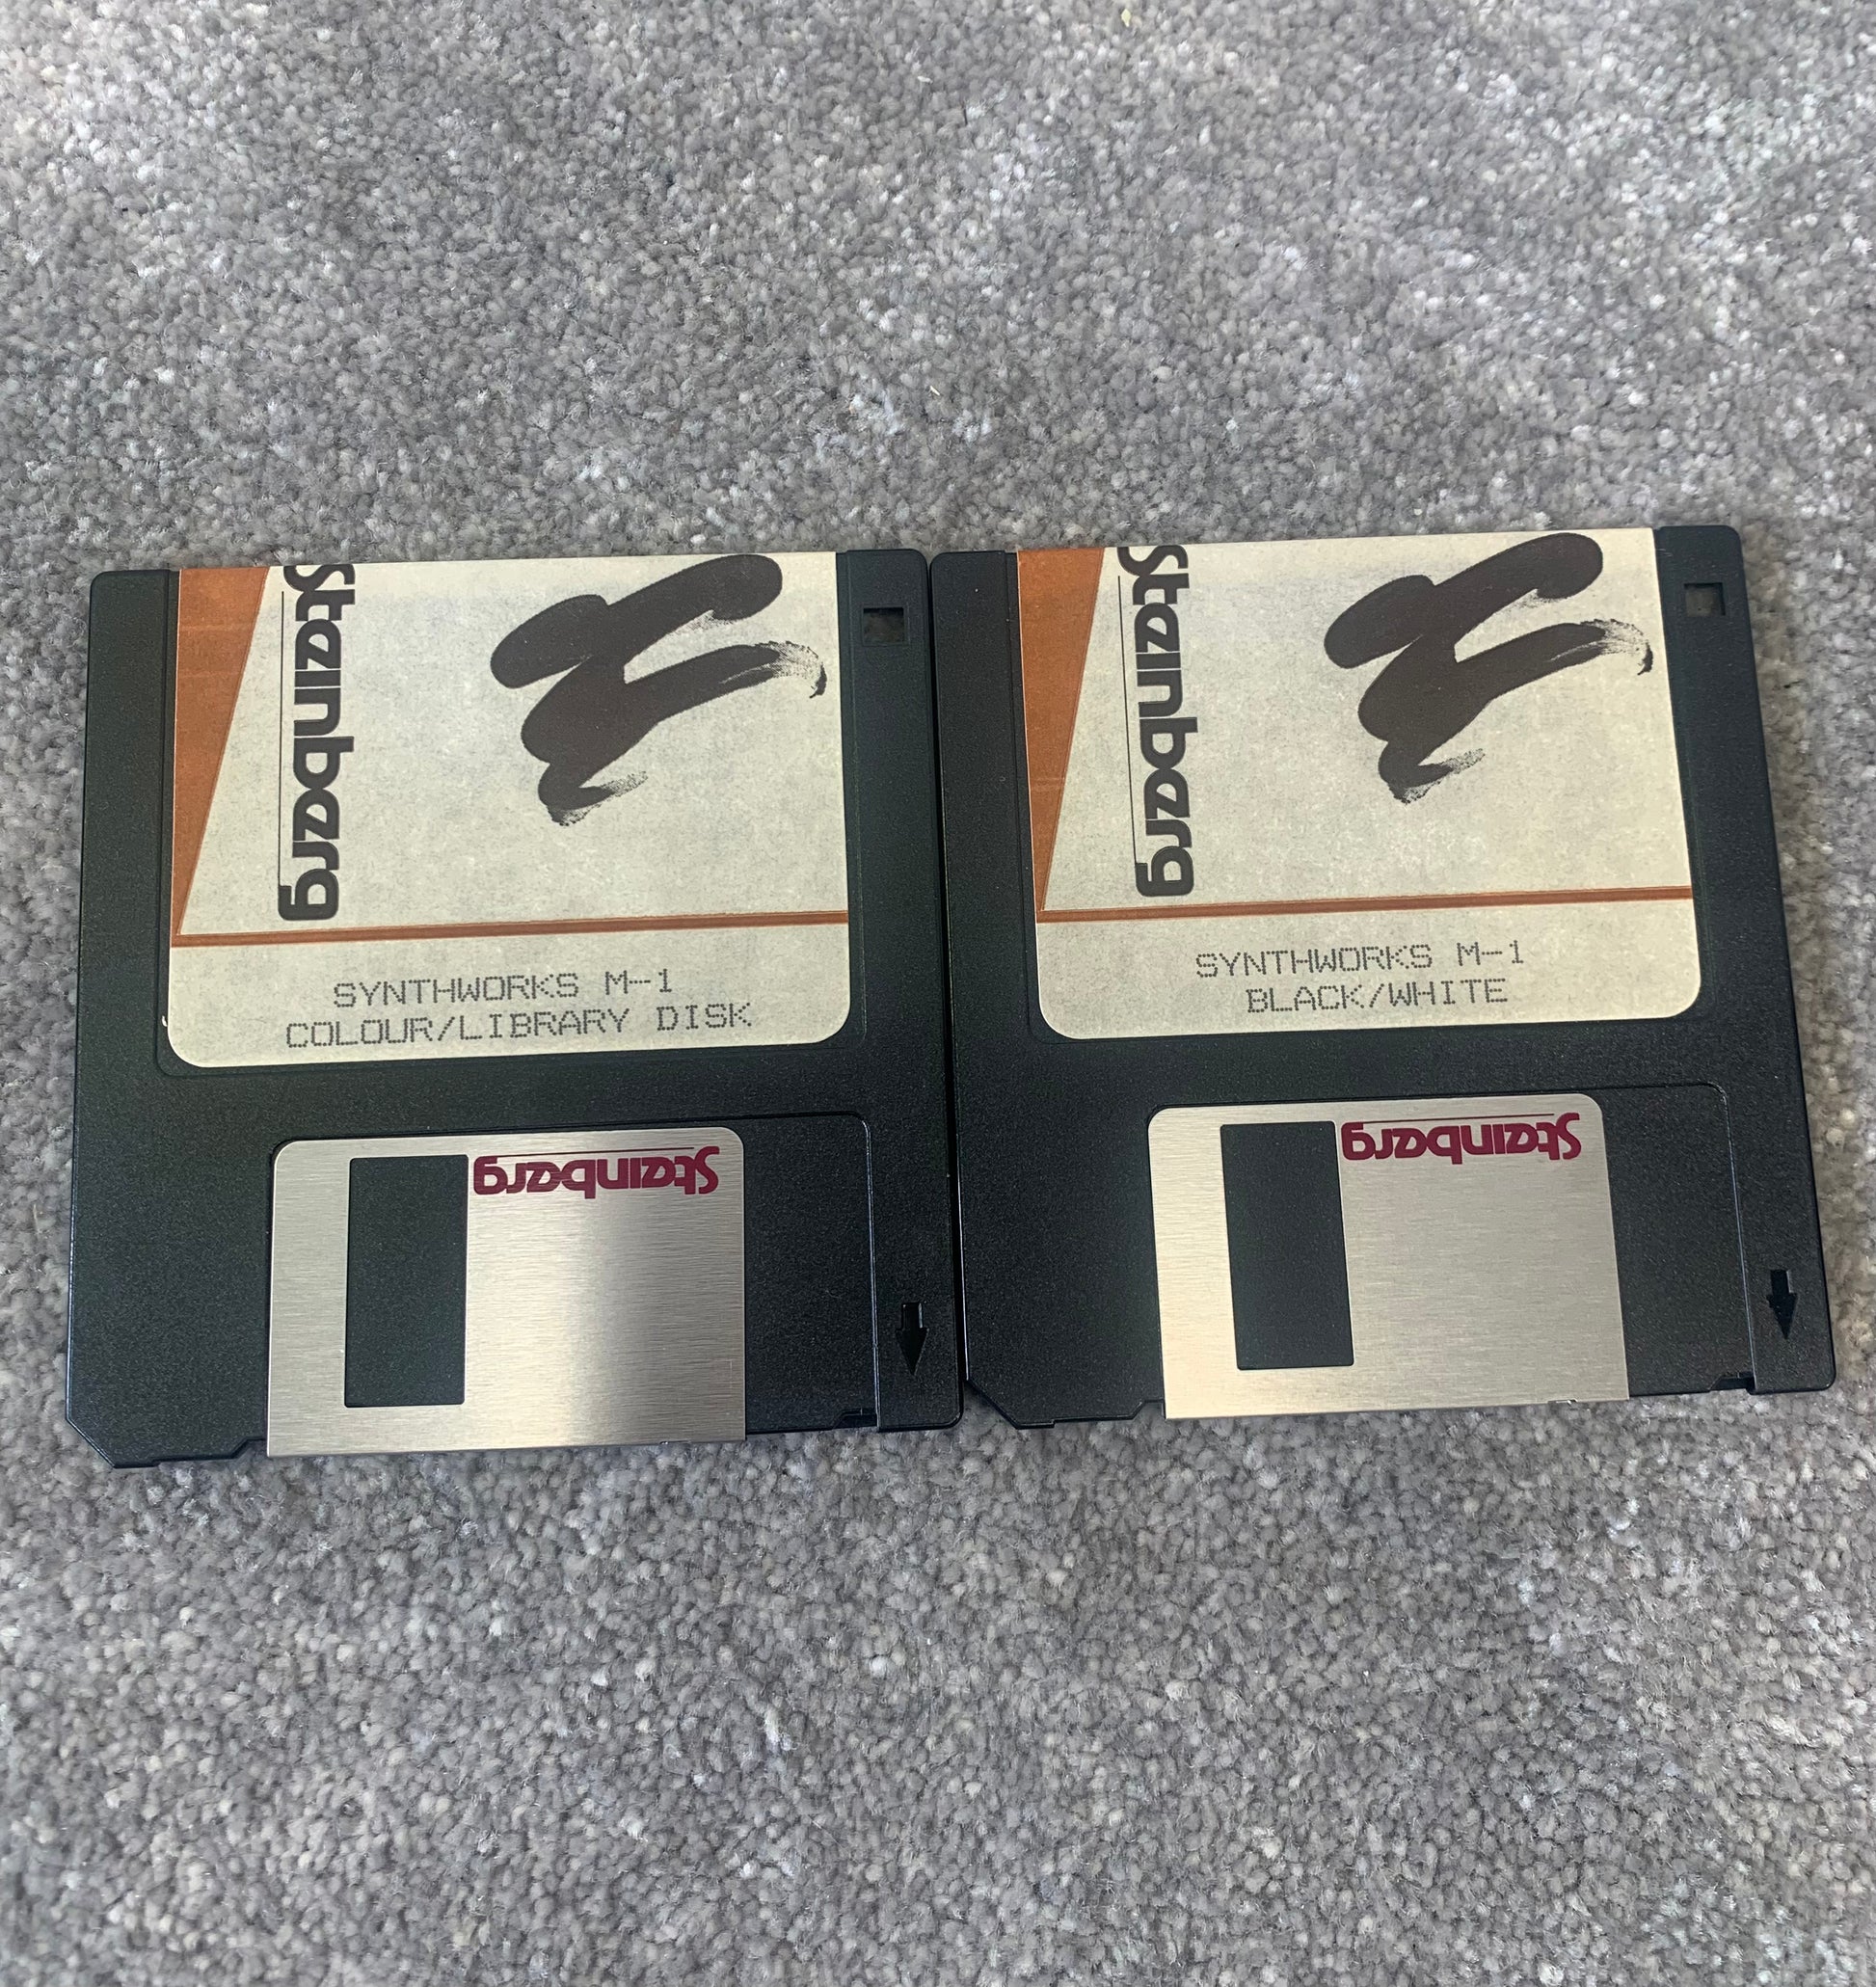 Steinberg
SYNTHWORKS M-1
COLOUR/LIBRARY DISK
Steinberg
Steinberg
SYNTHWORKS M-1
BLACK/WHITE
Steinberg